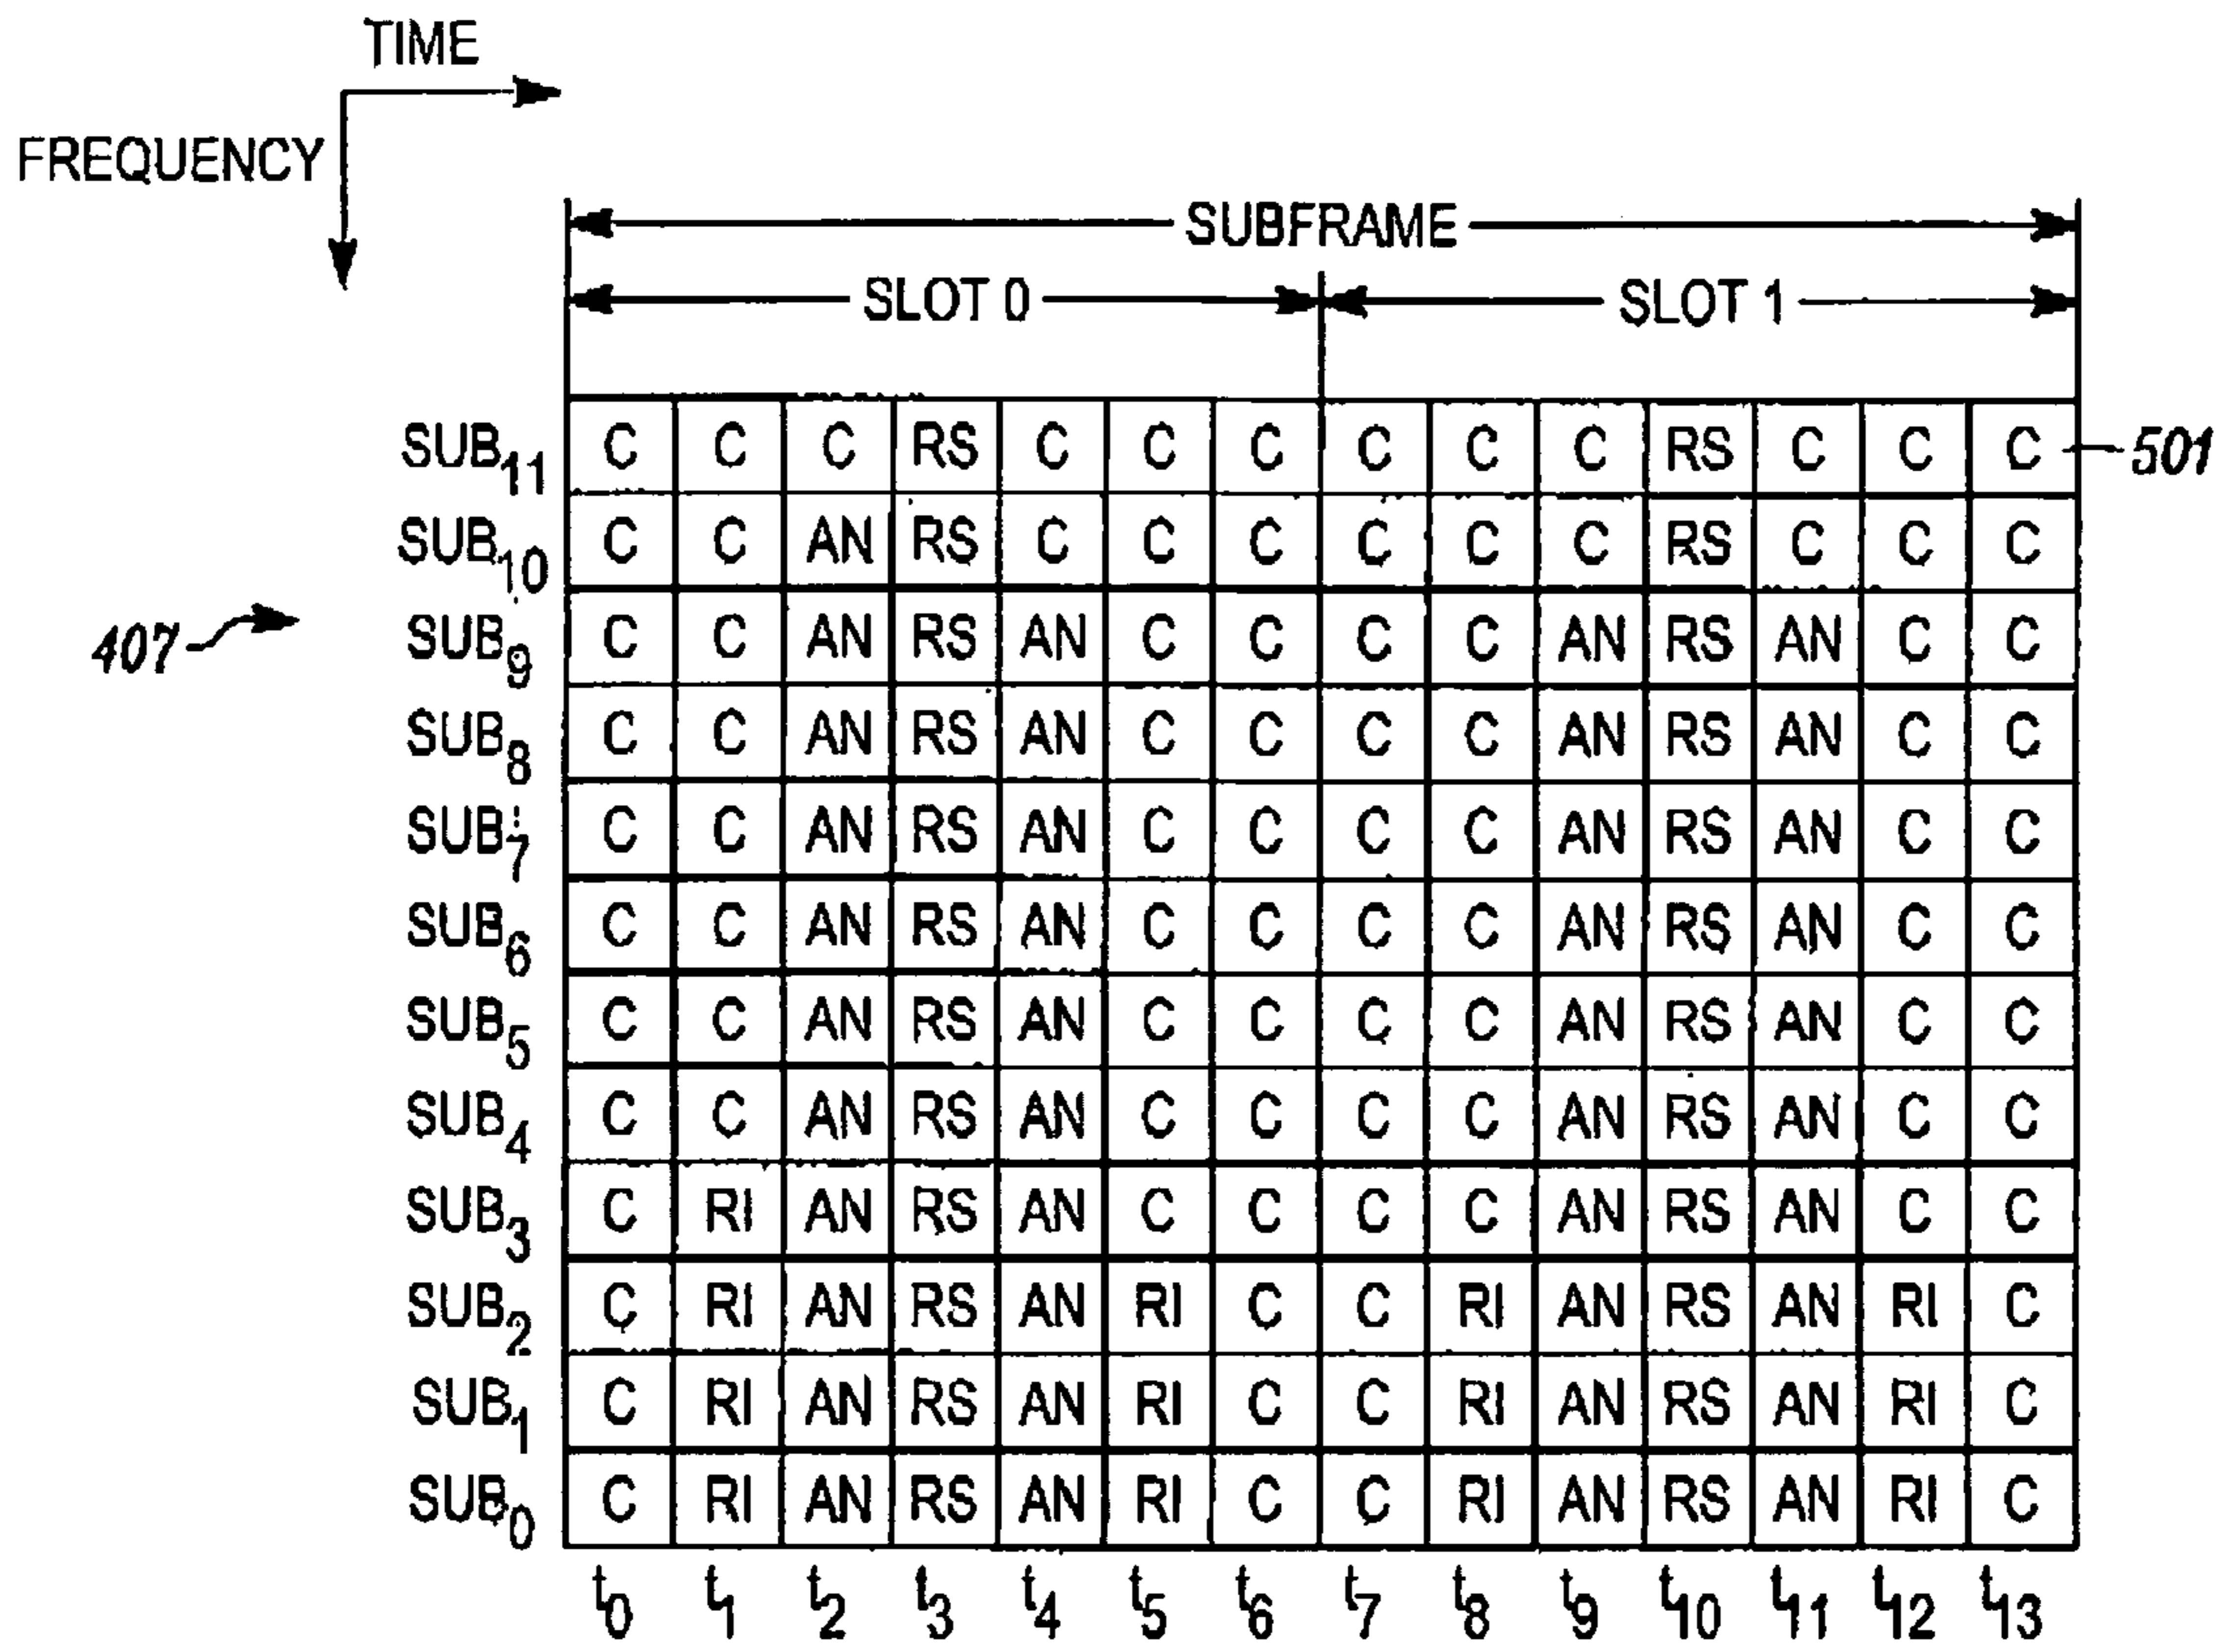 TIME
FREQUENCY
SUBFRAME
SLOT 0 SLOT 1
SUB11 C C C RS C C C C C C RS C C C 501
SUB10 C C AN RS C C C C C C RS C C C
407 SUB9 C C AN RS AN C C C C AN RS AN C C
SUB8 C C AN RS AN C C C C AN RS AN C C
SUB7 C C AN RS AN C C C C AN RS AN C C
SUB6 C C AN RS AN C C C C AN RS AN C C
SUB5 C C AN RS AN C C C C AN RS AN C C
SUB4 C C AN RS AN C C C C AN RS AN C C
SUB3 C RI AN RS AN C C C C AN RS AN C C
SUB2 C RI AN RS AN RI C C RI AN RS AN RI C
SUB1 C RI AN RS AN RI C C RI AN RS AN RI C
SUB0 C RI AN RS AN RI C C RI AN RS AN RI C
t0 t1 t2 t3 t4 t5 t6 t7 t8 t9 t10 t11 t12 t13